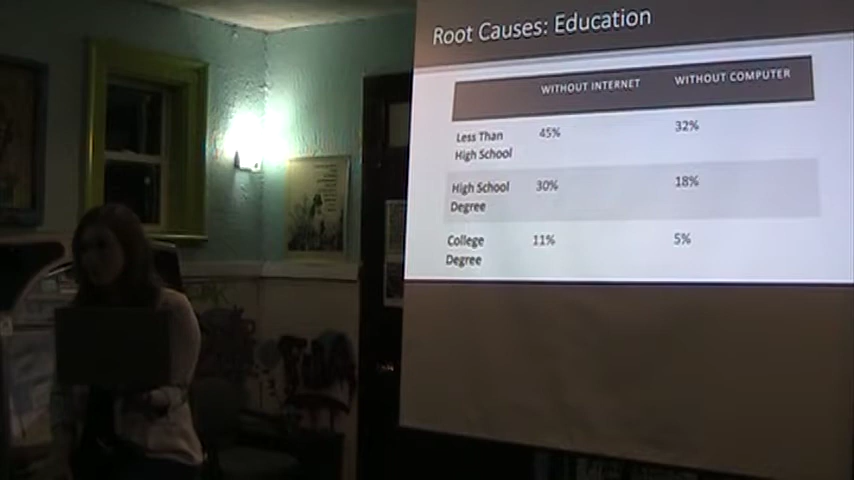 Root Causes: Education
WITHOUT INTERNET WITHOUT COMPUTER
Less Than
High School 45% 32%
High School
Degree 30% 18%
College
Degree 11% 5%